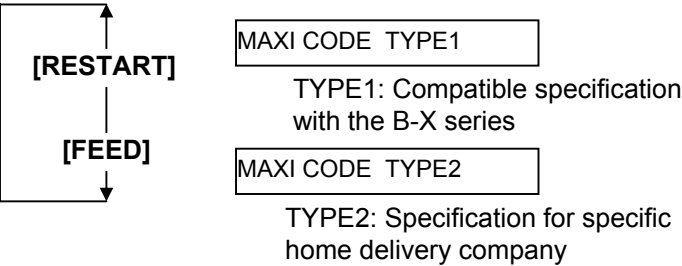 MAXI CODE TYPE1
[RESTART]
TYPE1: Compatible specification
with the B-X series
[FEED]
MAXI CODE TYPE2
TYPE2: Specification for specific
home delivery company